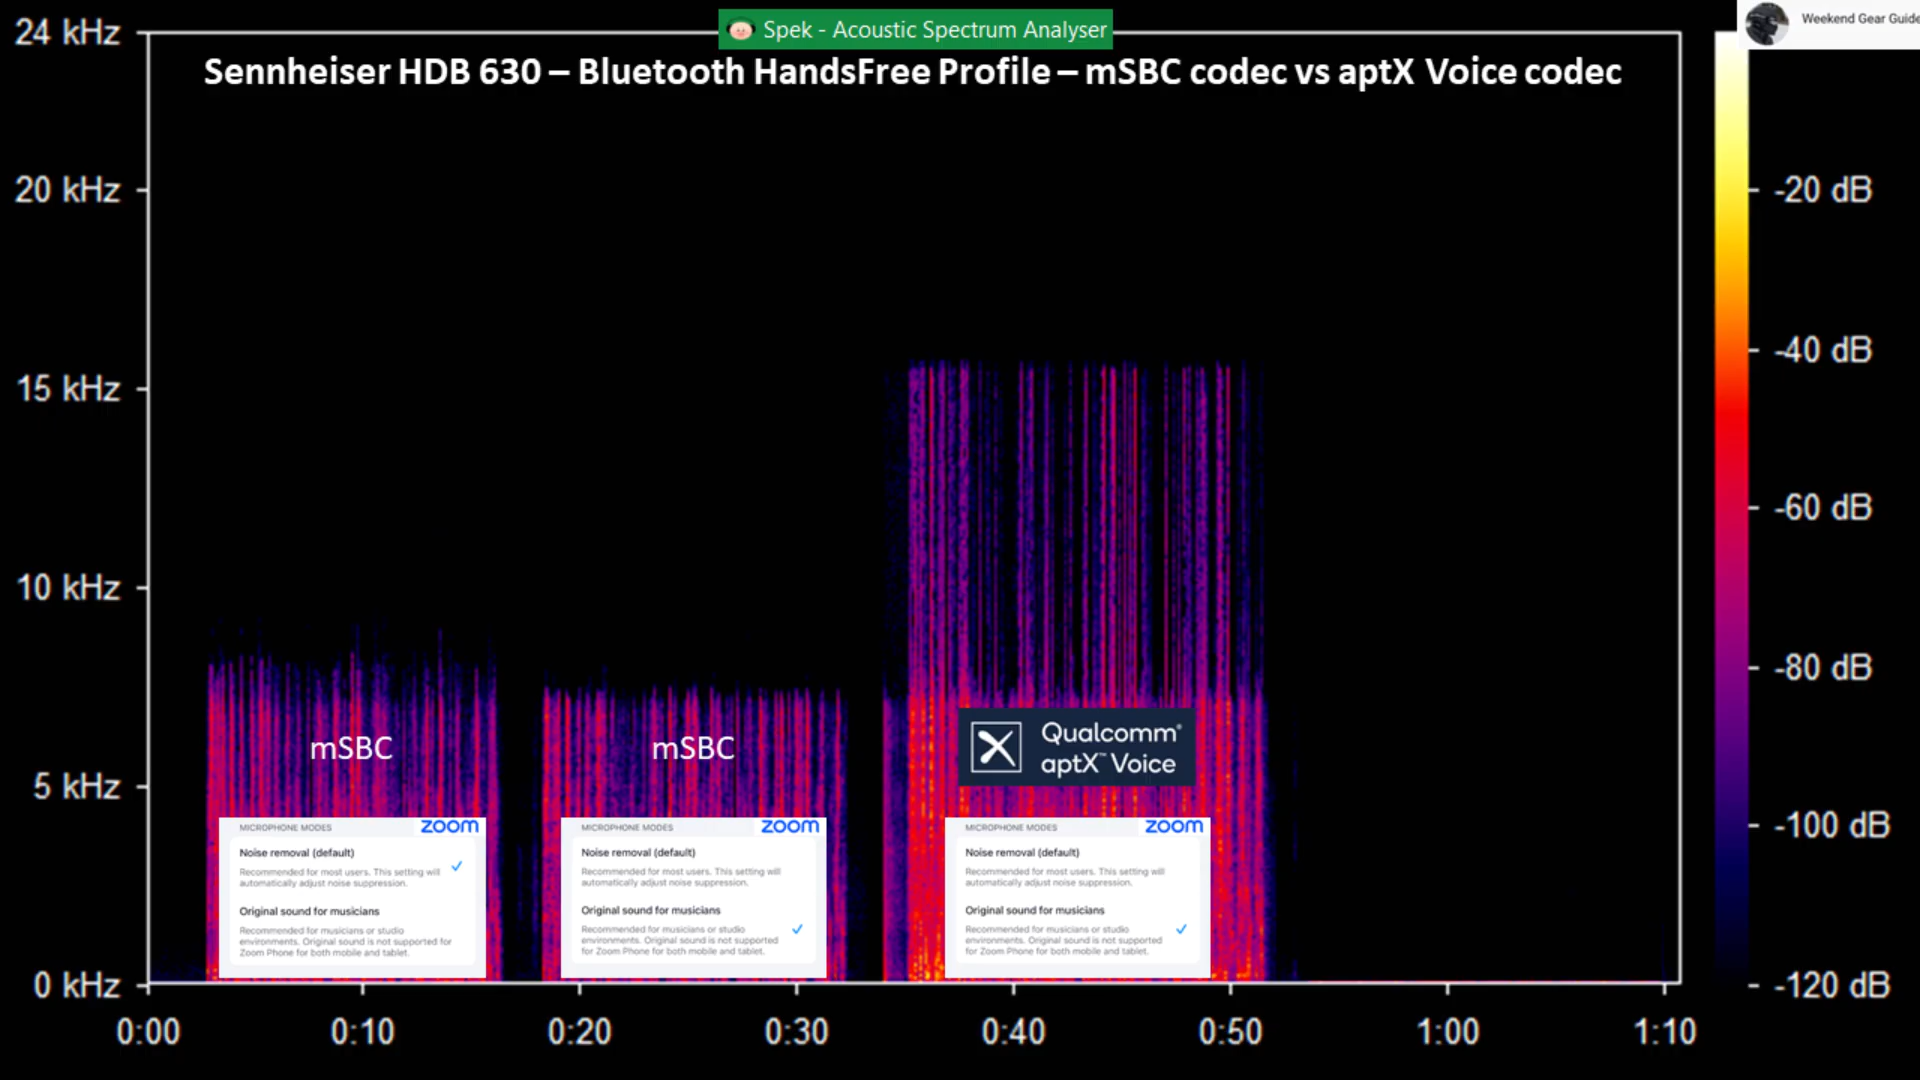 Spek - Acoustic Spectrum Analyser
Weekend Gear Guide
Sennheiser HDB 630 – Bluetooth HandsFree Profile – mSBC codec vs aptX Voice codec
24 kHz
20 kHz
15 kHz
10 kHz
5 kHz
0 kHz
-20 dB
-40 dB
-60 dB
-80 dB
-100 dB
-120 dB
mSBC
mSBC
Qualcomm®
aptX™ Voice
MICROPHONE MODES
zoom
Noise removal (default)
Recommended for most users. This setting will
automatically adjust noise suppression.
Original sound for musicians
Recommended for musicians or studio
environments. Original sound is not supported for
Zoom Phone for both mobile and tablet.
MICROPHONE MODES
zoom
Noise removal (default)
Recommended for most users. This setting will
automatically adjust noise suppression.
Original sound for musicians
Recommended for musicians or studio
environments. Original sound is not supported
for Zoom Phone for both mobile and tablet.
MICROPHONE MODES
zoom
Noise removal (default)
Recommended for most users. This setting will
automatically adjust noise suppression.
Original sound for musicians
Recommended for musicians or studio
environments. Original sound is not supported
for Zoom Phone for both mobile and tablet.
0:00
0:10
0:20
0:30
0:40
0:50
1:00
1:10